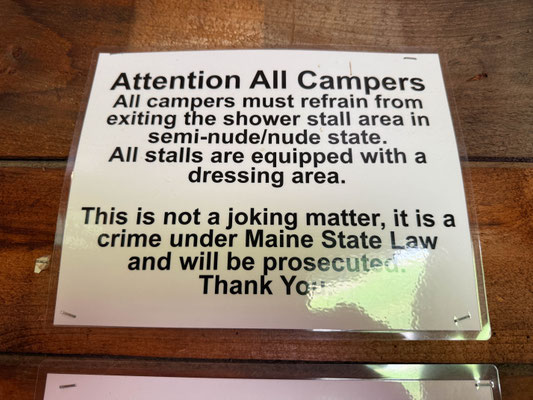 Attention All Campers
All campers must refrain from
exiting the shower stall area in
semi-nude/nude state.
All stalls are equipped with a
dressing area.
This is not a joking matter, it is a
crime under Maine State Law
and will be prosecuted.
Thank You